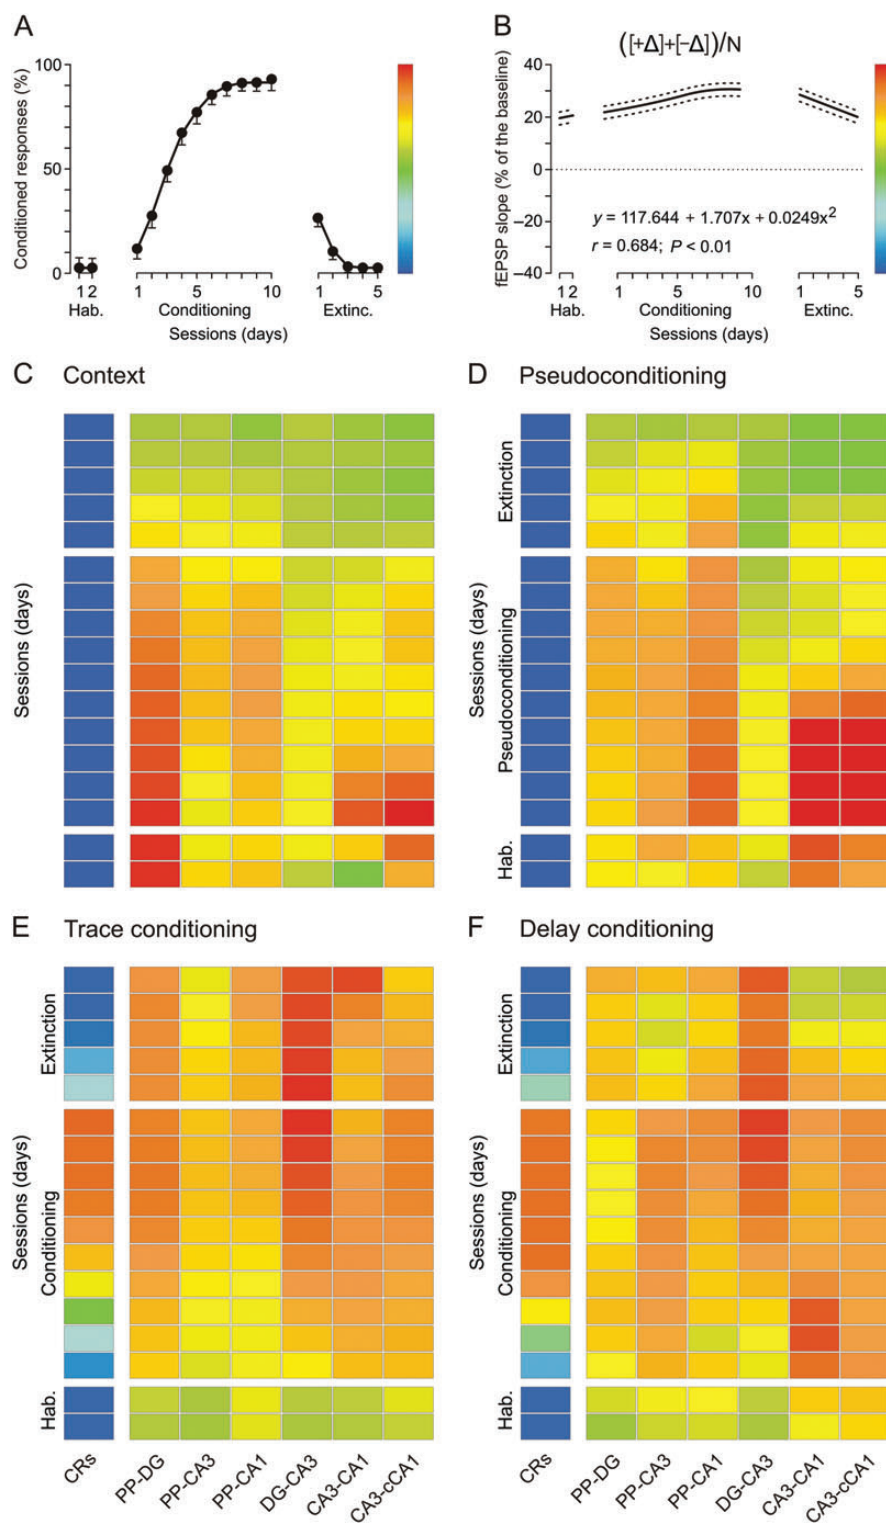 A
Conditioned responses (%)
100
50
0
1 2
Hab.
1
5
10
Conditioning
1
5
Extinc.
Sessions (days)
B
([+Δ]+[−Δ])/N
fEPSP slope (% of the baseline)
40
20
0
−20
−40
y = 117.644 + 1.707x + 0.0249x²
r = 0.684; P < 0.01
1 2
Hab.
1
5
10
Conditioning
1
5
Extinc.
Sessions (days)
C Context
Sessions (days)
D Pseudoconditioning
Sessions (days)
Extinction
Pseudoconditioning
Hab.
E Trace conditioning
Sessions (days)
Extinction
Conditioning
Hab.
CRs
PP-DG
PP-CA3
PP-CA1
DG-CA3
CA3-CA1
CA3-cCA1
F Delay conditioning
Sessions (days)
Extinction
Conditioning
Hab.
CRs
PP-DG
PP-CA3
PP-CA1
DG-CA3
CA3-CA1
CA3-cCA1